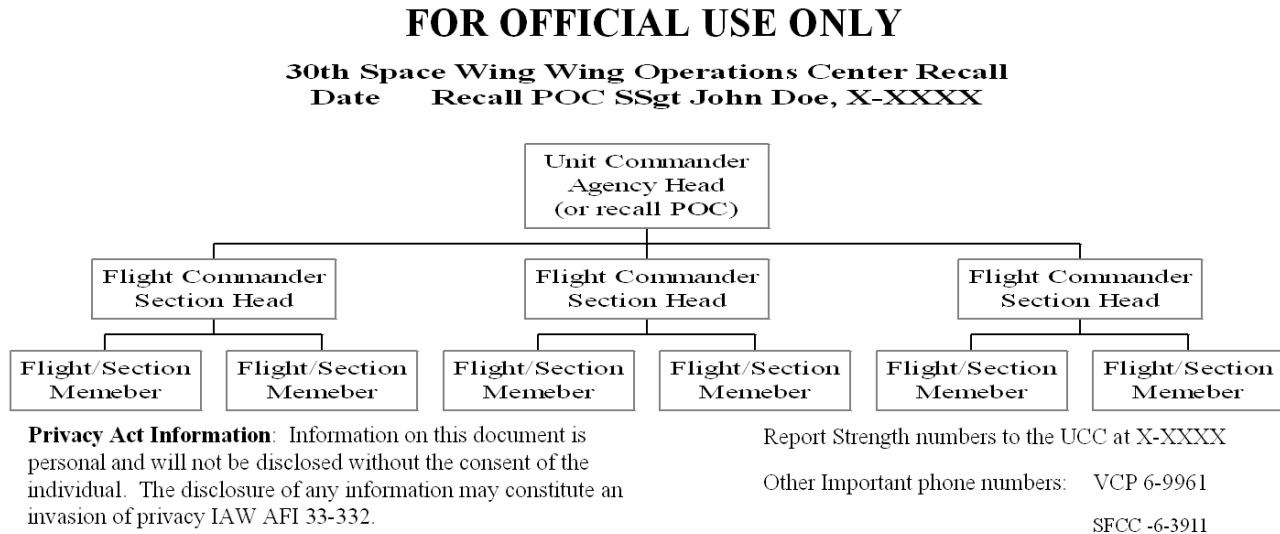 FOR OFFICIAL USE ONLY
30th Space Wing Wing Operations Center Recall
Date Recall POC SSgt John Doe, X-XXXX
Unit Commander
Agency Head
(or recall POC)
Flight Commander
Section Head
Flight Commander
Section Head
Flight Commander
Section Head
Flight/Section
Memeber
Flight/Section
Memeber
Flight/Section
Memeber
Flight/Section
Memeber
Flight/Section
Memeber
Flight/Section
Memeber
Privacy Act Information: Information on this document is
personal and will not be disclosed without the consent of the
individual. The disclosure of any information may constitute an
invasion of privacy IAW AFI 33-332.
Report Strength numbers to the UCC at X-XXXX
Other Important phone numbers: VCP 6-9961
SFCC -6-3911